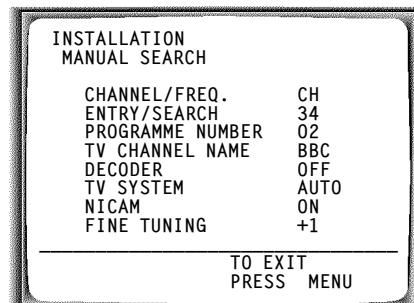 INSTALLATION
MANUAL SEARCH
CHANNEL/FREQ. CH
ENTRY/SEARCH 34
PROGRAMME NUMBER 02
TV CHANNEL NAME BBC
DECODER OFF
TV SYSTEM AUTO
NICAM ON
FINE TUNING +1
TO EXIT
PRESS MENU